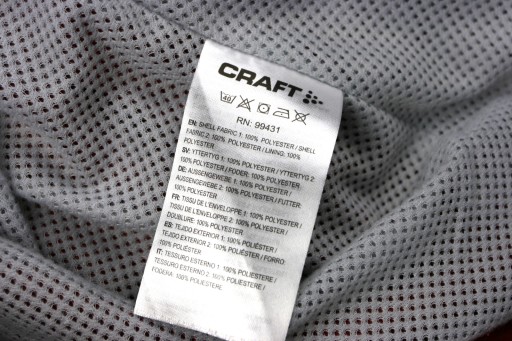 CRAFT
40
RN: 99431
EN: SHELL FABRIC 1: 100% POLYESTER / SHELL
FABRIC 2: 100% POLYESTER / LINING: 100%
POLYESTER
SV: YTTERTYG 1: 100% POLYESTER / YTTERTYG 2:
100% POLYESTER / FODER: 100% POLYESTER
DE: AUSSENGEWEBE 1: 100% POLYESTER /
AUSSENGEWEBE 2: 100% POLYESTER / FUTTER:
100% POLYESTER
FR: TISSU DE L'ENVELOPPE 1: 100% POLYESTER /
TISSU DE L'ENVELOPPE 2: 100% POLYESTER /
DOUBLURE: 100% POLYESTER
ES: TEJIDO EXTERIOR 1: 100% POLIÉSTER /
TEJIDO EXTERIOR 2: 100% POLIÉSTER / FORRO:
100% POLIÉSTER
IT: TESSURO ESTERNO 1: 100% POLIESTERE /
TESSURO ESTERNO 2: 100% POLIESTERE /
FODERA: 100% POLIESTERE